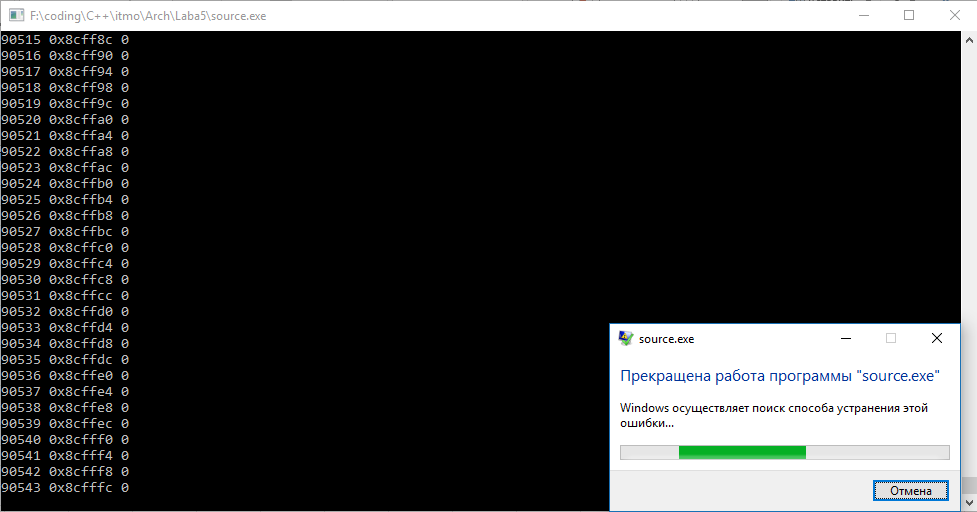 F:\coding\C++\itmo\Arch\Laba5\source.exe
90515 0x8cff8c 0
90516 0x8cff90 0
90517 0x8cff94 0
90518 0x8cff98 0
90519 0x8cff9c 0
90520 0x8cffa0 0
90521 0x8cffa4 0
90522 0x8cffa8 0
90523 0x8cffac 0
90524 0x8cffb0 0
90525 0x8cffb4 0
90526 0x8cffb8 0
90527 0x8cffbc 0
90528 0x8cffc0 0
90529 0x8cffc4 0
90530 0x8cffc8 0
90531 0x8cffcc 0
90532 0x8cffd0 0
90533 0x8cffd4 0
90534 0x8cffd8 0
90535 0x8cffdc 0
90536 0x8cffe0 0
90537 0x8cffe4 0
90538 0x8cffe8 0
90539 0x8cffec 0
90540 0x8cfff0 0
90541 0x8cfff4 0
90542 0x8cfff8 0
90543 0x8cfffc 0
source.exe
Прекращена работа программы "source.exe"
Windows осуществляет поиск способа устранения этой
ошибки...
Отмена